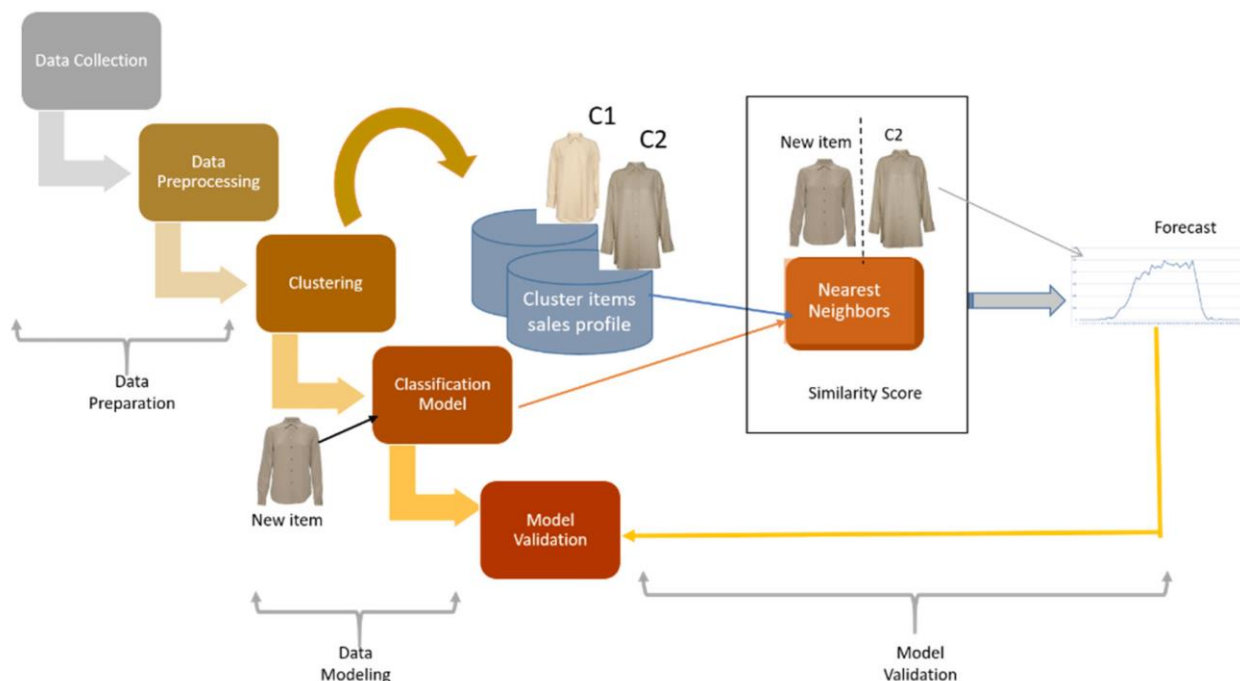 Data Collection
Data
Preprocessing
Clustering
Classification
Model
Model
Validation
New item
Data
Preparation
Data
Modeling
C1
C2
Cluster items
sales profile
New item
C2
Nearest
Neighbors
Similarity Score
Forecast
Model
Validation